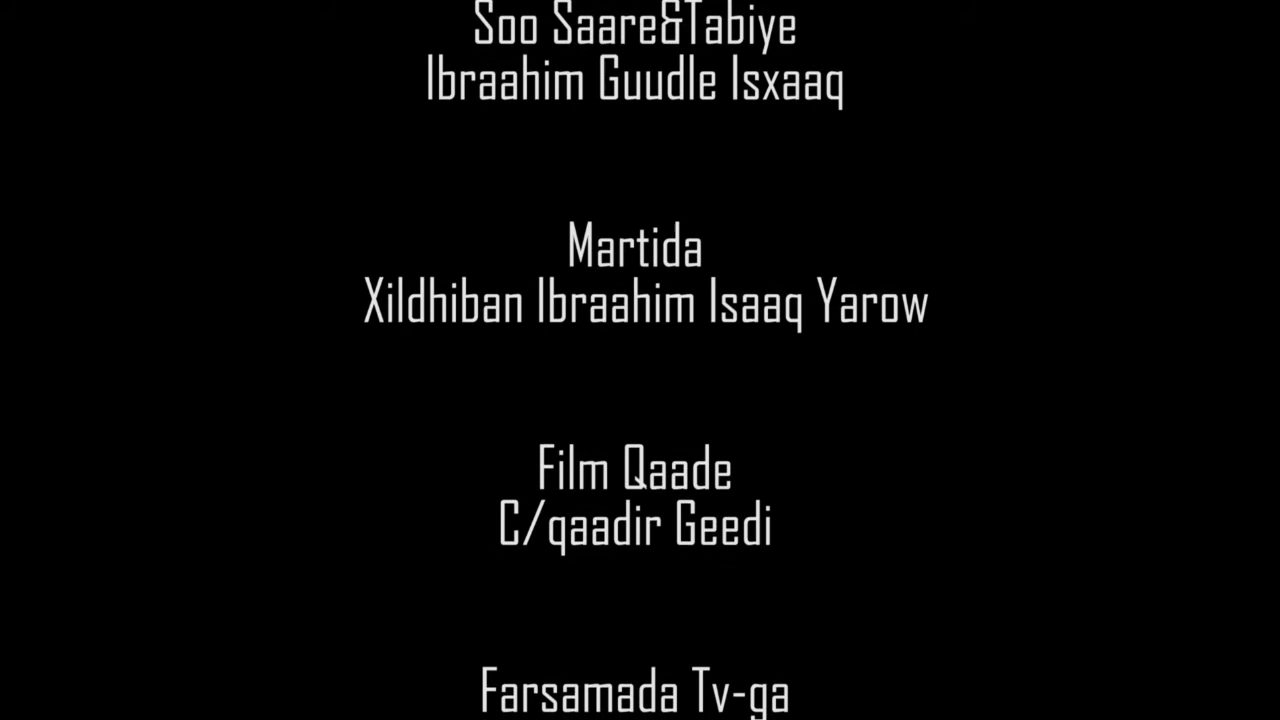 Soo Saare&Tabiye
Ibraahim Guudle Isxaaq
Martida
Xildhiban Ibraahim Isaaq Yarow
Film Qaade
C/qaadir Geedi
Farsamada Tv-ga